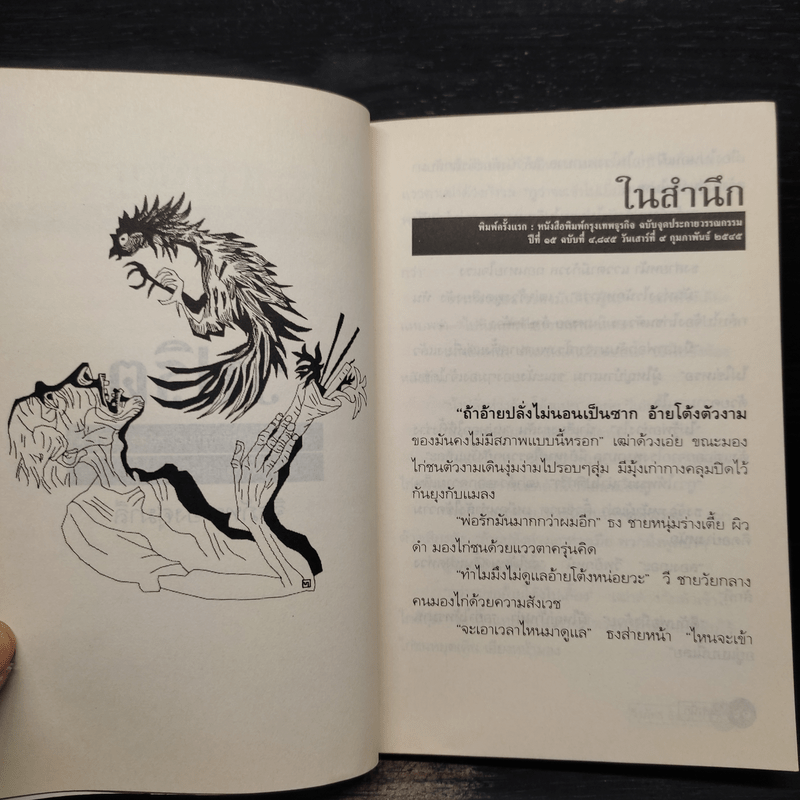 ในสำนึก
พิมพ์ครั้งแรก : หนังสือพิมพ์กรุงเทพธุรกิจ ฉบับจุดประกายวรรณกรรม
ปีที่ ๑๕ ฉบับที่ ๔,๘๙๕ วันเสาร์ที่ ๙ กุมภาพันธ์ ๒๕๔๕
“ถ้าอ้ายปลั่งไม่นอนเป็นซาก อ้ายโต้งตัวงาม
ของมันคงไม่มีสภาพแบบนี้หรอก” เฒ่าด้วงเอ่ย ขณะมอง
ไก่ชนตัวงามเดินงุ่มง่ามไปรอบๆสุ่ม มีมุ้งเก่ากางคลุมปิดไว้
กันยุงกับแมลง
“พ่อรักมันมากกว่าผมอีก” ธง ชายหนุ่มร่างเตี้ย ผิว
ดำ มองไก่ชนด้วยแววตาครุ่นคิด
“ทำไมมึงไม่ดูแลอ้ายโต้งหน่อยวะ” วี ชายวัยกลาง
คนมองไก่ด้วยความสังเวช
“จะเอาเวลาไหนมาดูแล” ธงส่ายหน้า “ไหนจะเข้า